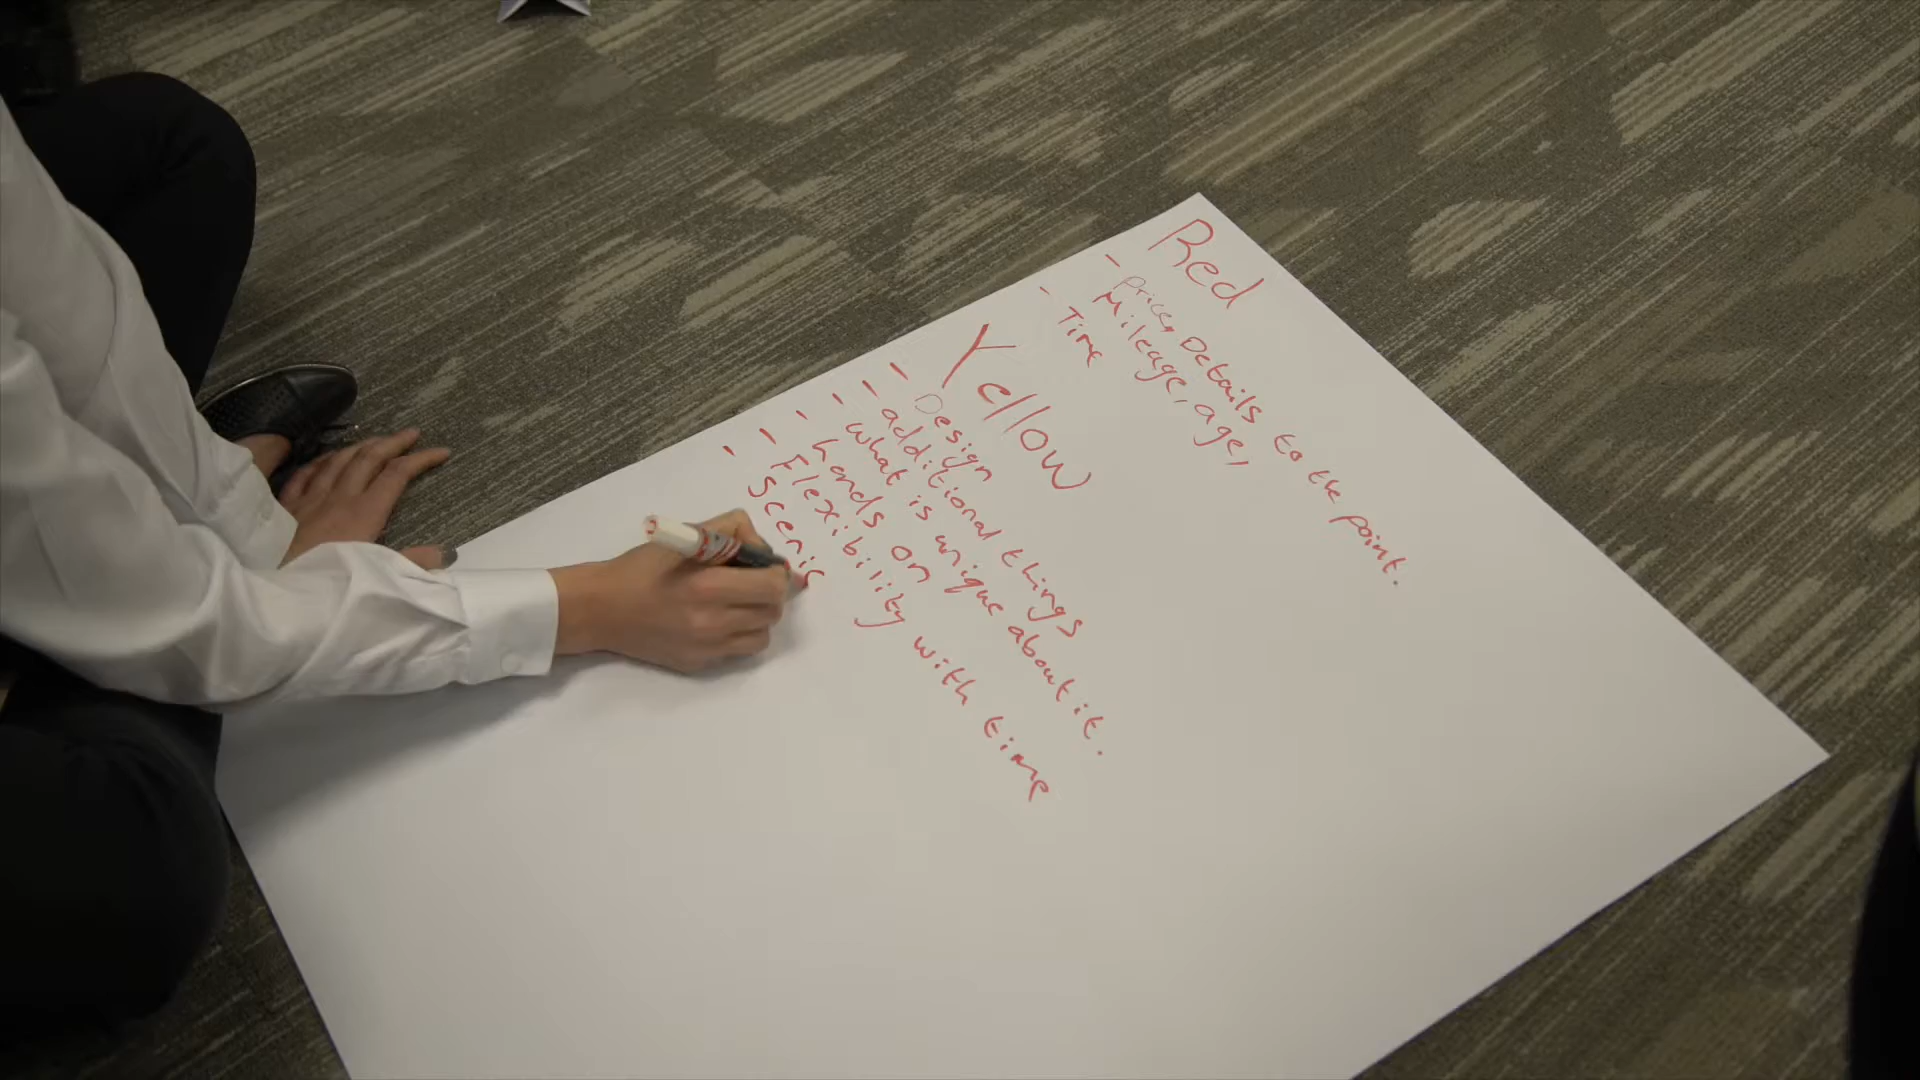 Red
- Price, Details to the point.
Mileage, age,
- Time
Yellow
- Design
- additional things
- what is unique about it.
- hands on
- Flexibility with time
- Scenic